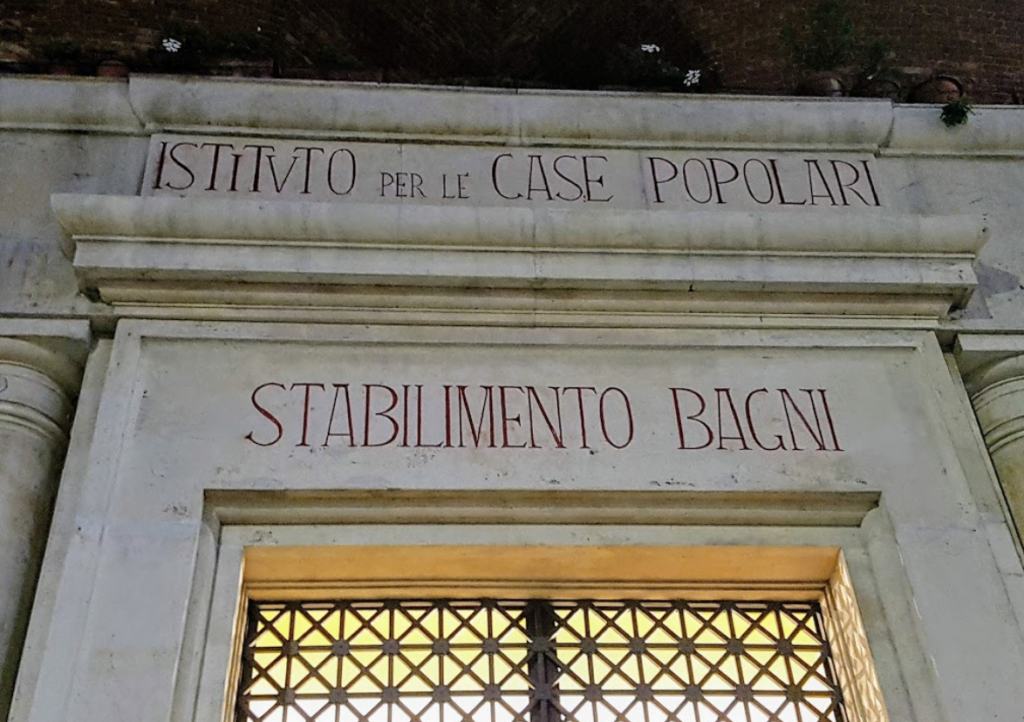 ISTITVTO PER LE CASE POPOLARI
STABILIMENTO BAGNI